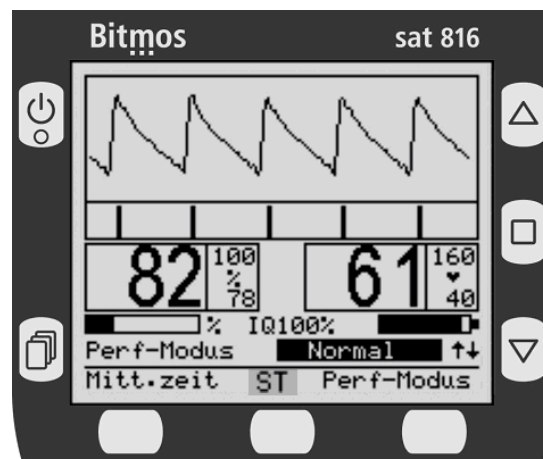 Bitmos sat 816
82 100 % 78 61 160 ♥ 40
% IQ100%
Perf-Modus Normal ↑↓
Mitt.zeit ST Perf-Modus